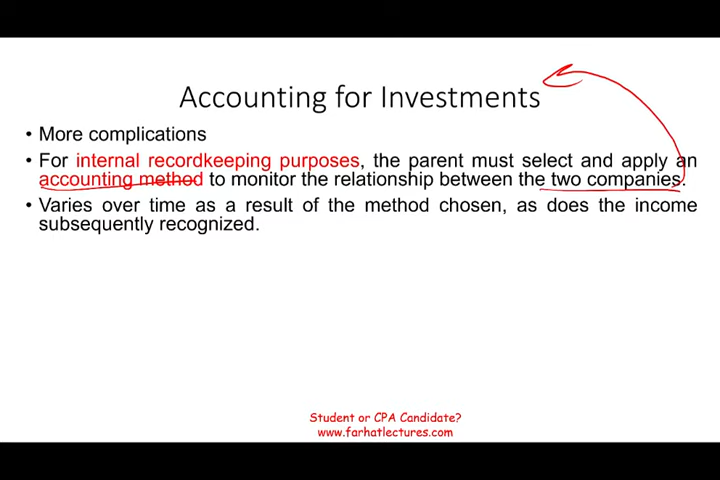 Accounting for Investments
• More complications
• For internal recordkeeping purposes, the parent must select and apply an
accounting method to monitor the relationship between the two companies.
• Varies over time as a result of the method chosen, as does the income
subsequently recognized.
Student or CPA Candidate?
www.farhatlectures.com